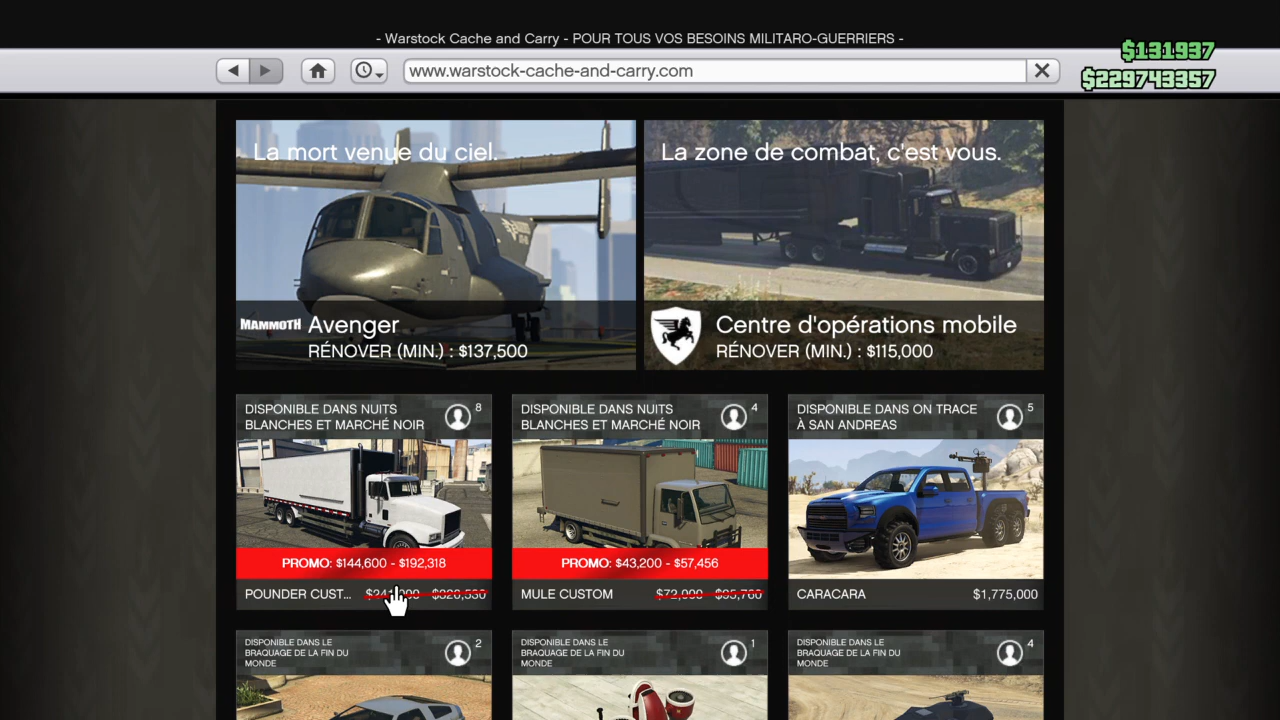 - Warstock Cache and Carry - POUR TOUS VOS BESOINS MILITARO-GUERRIERS -
$131937
www.warstock-cache-and-carry.com
$229743357
La mort venue du ciel.
MAMMOTH Avenger
RÉNOVER (MIN.) : $137,500
La zone de combat, c'est vous.
Centre d'opérations mobile
RÉNOVER (MIN.) : $115,000
DISPONIBLE DANS NUITS
BLANCHES ET MARCHÉ NOIR
8
PROMO: $144,600 - $192,318
POUNDER CUST...
DISPONIBLE DANS NUITS
BLANCHES ET MARCHÉ NOIR
4
PROMO: $43,200 - $57,456
MULE CUSTOM $72,000 - $95,760
DISPONIBLE DANS ON TRACE
À SAN ANDREAS
5
CARACARA $1,775,000
DISPONIBLE DANS LE
BRAQUAGE DE LA FIN DU
MONDE
2
DISPONIBLE DANS LE
BRAQUAGE DE LA FIN DU
MONDE
1
DISPONIBLE DANS LE
BRAQUAGE DE LA FIN DU
MONDE
4